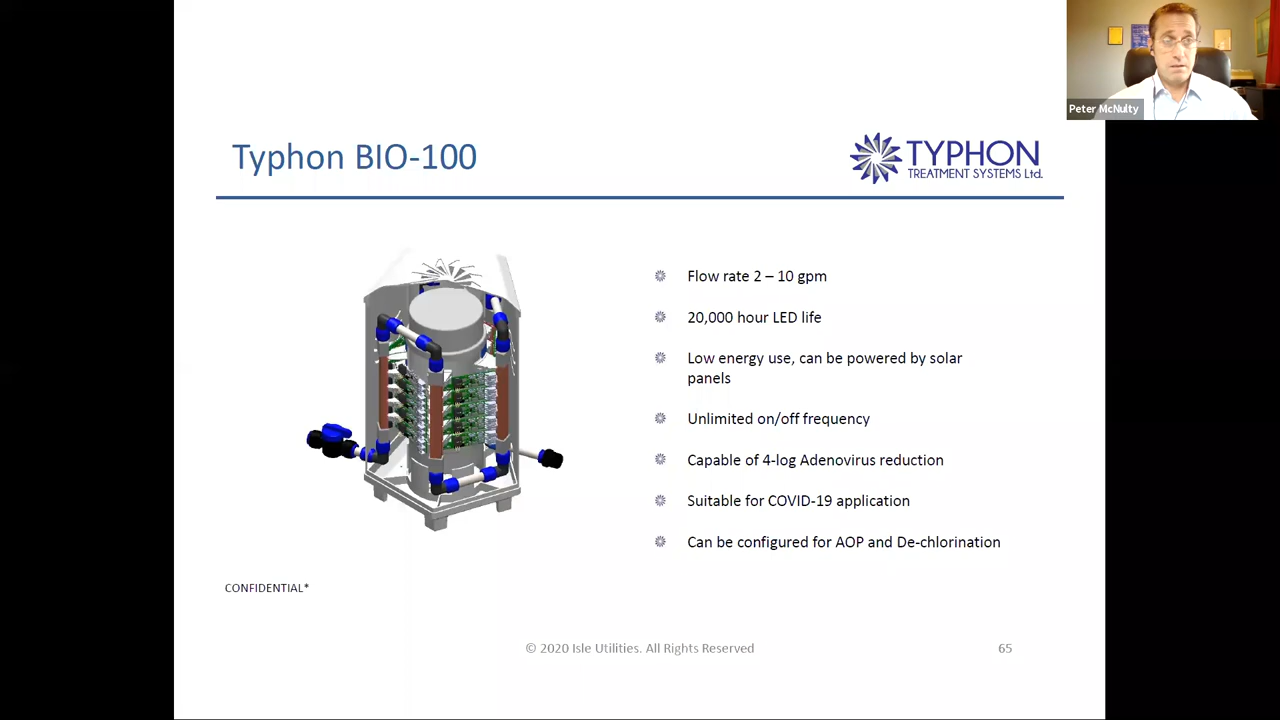 Peter McNulty
Typhon BIO-100
TYPHON
TREATMENT SYSTEMS Ltd.
Flow rate 2 – 10 gpm
20,000 hour LED life
Low energy use, can be powered by solar
panels
Unlimited on/off frequency
Capable of 4-log Adenovirus reduction
Suitable for COVID-19 application
Can be configured for AOP and De-chlorination
CONFIDENTIAL*
© 2020 Isle Utilities. All Rights Reserved
65